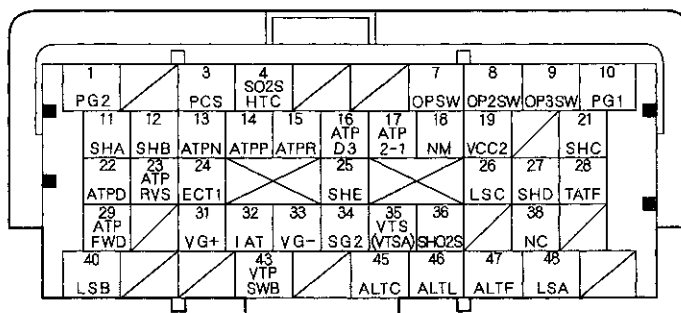 1 3 4 7 8 9 10
PG2 PCS SO2S HTC OPSW OP2SW OP3SW PG1
11 12 13 14 15 16 17 18 19 21
SHA SHB ATPN ATPP ATPR ATP D3 ATP 2-1 NM VCC2 SHC
22 23 24 25 26 27 28
ATPD ATP RVS ECT1 SHE LSC SHD TATF
29 31 32 33 34 35 36 38
ATP FWD VG+ IAT VG- SG2 VTS (VTSA) SHO2S NC
40 43 45 46 47 48
LSB VTP SWB ALTC ALTL ALTF LSA